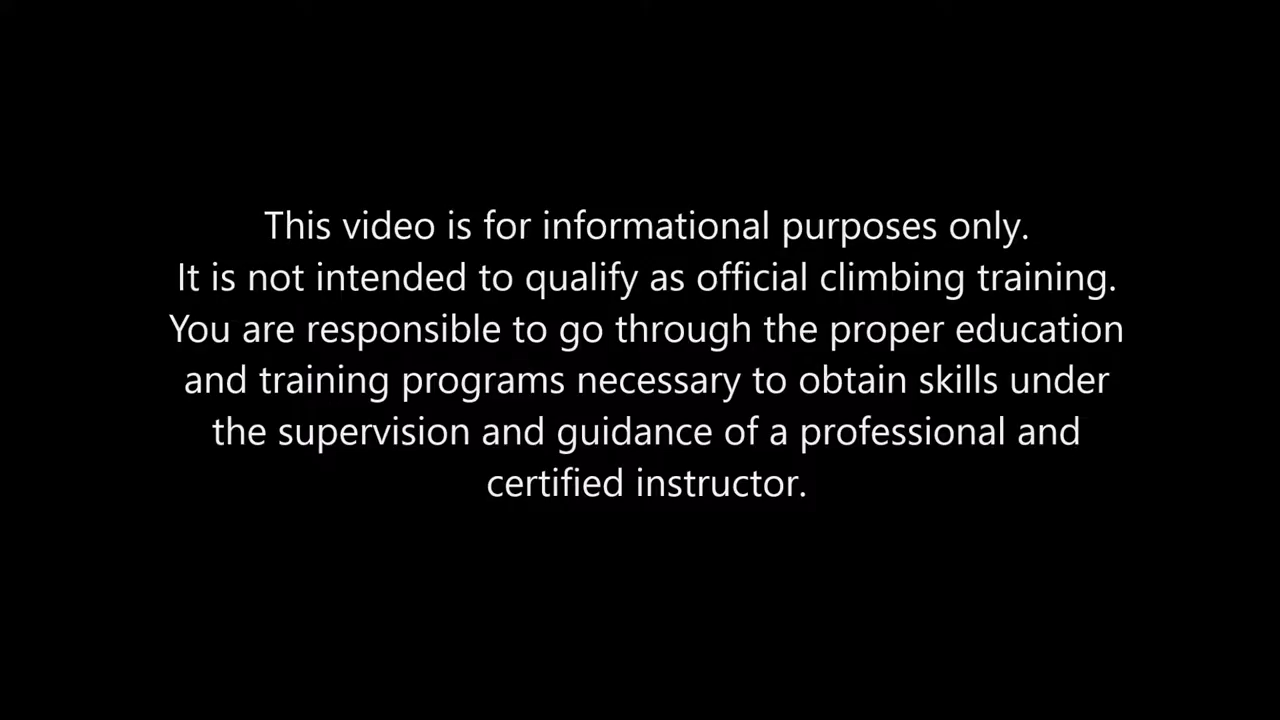 This video is for informational purposes only.
It is not intended to qualify as official climbing training.
You are responsible to go through the proper education
and training programs necessary to obtain skills under
the supervision and guidance of a professional and
certified instructor.